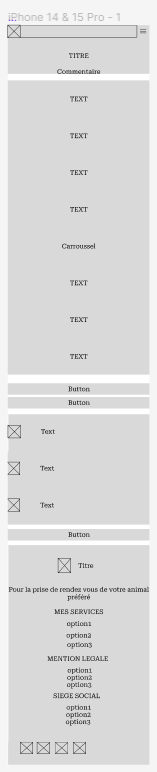 iPhone 14 & 15 Pro - 1
TITRE
Commentaire
TEXT
TEXT
TEXT
TEXT
Carroussel
TEXT
TEXT
TEXT
Button
Button
Text
Text
Text
Button
Titre
Pour la prise de rendez vous de votre animal
préféré
MES SERVICES
option1
option2
option3
MENTION LEGALE
option1
option2
option3
SIEGE SOCIAL
option1
option2
option3